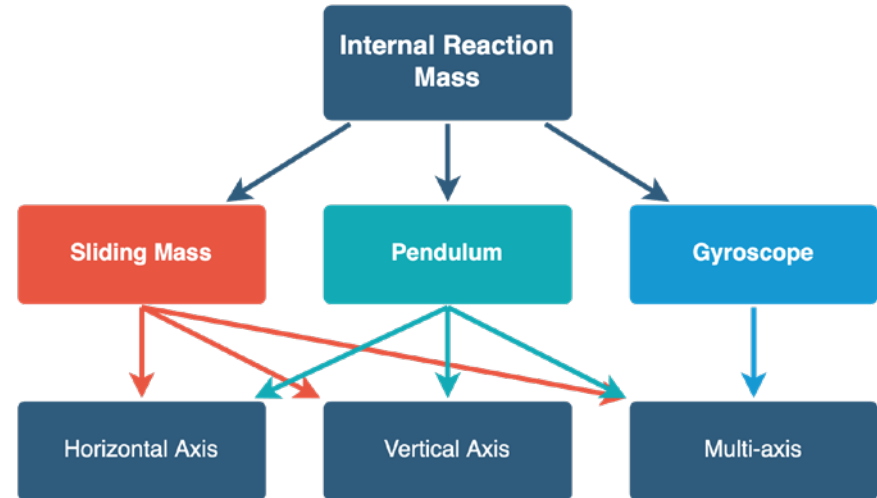 Internal Reaction
Mass
Sliding Mass
Pendulum
Gyroscope
Horizontal Axis
Vertical Axis
Multi-axis